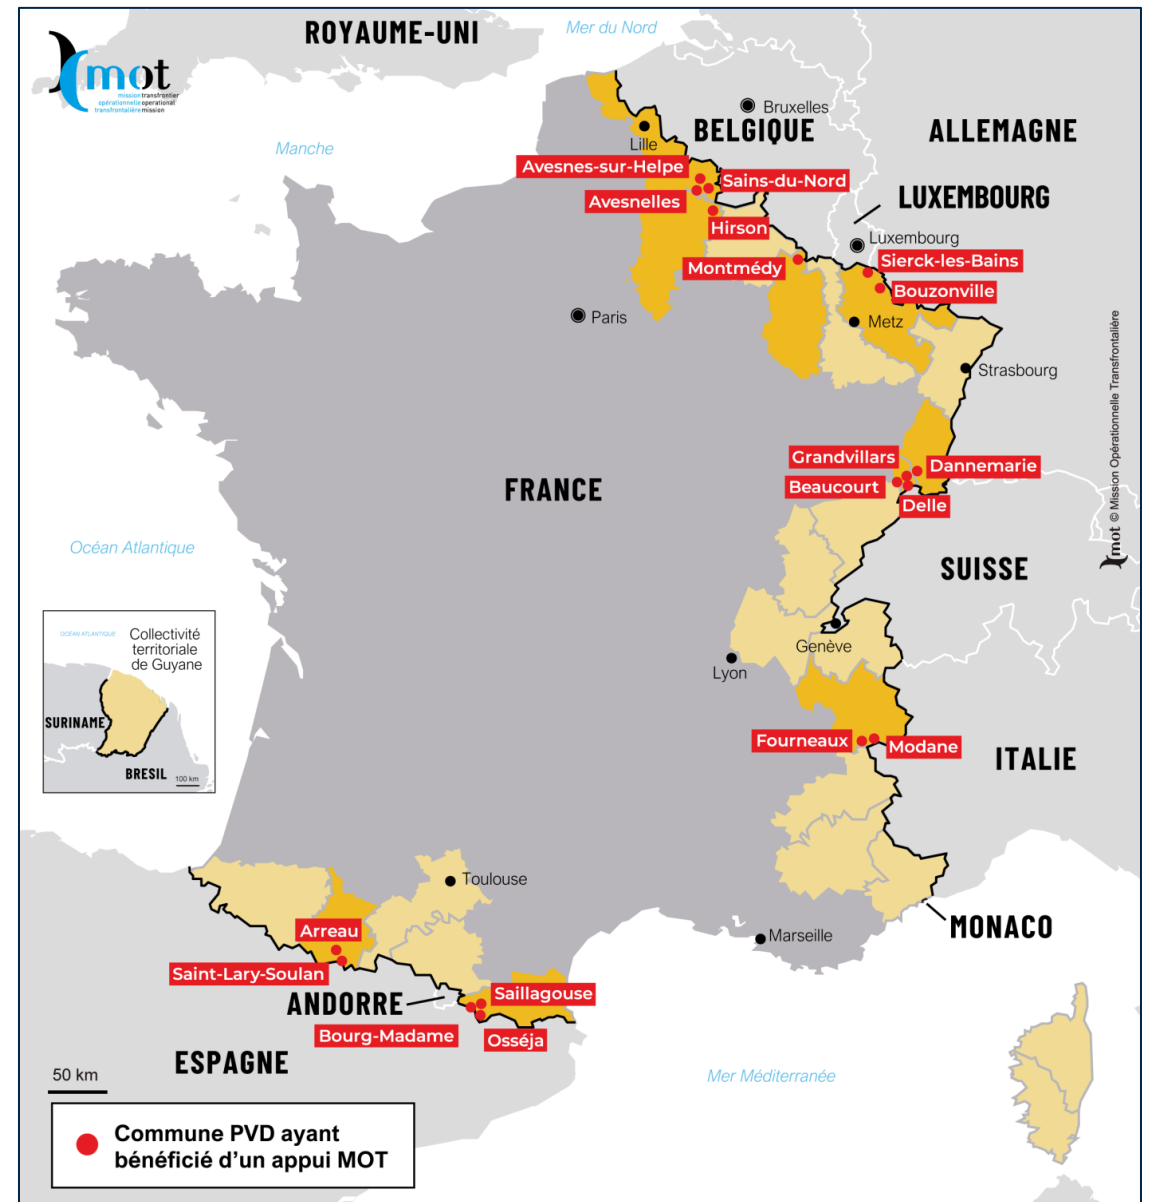 ROYAUME-UNI
Mer du Nord
mot
mission transfrontier
opérationnelle operational
transfrontalière mission
Bruxelles
BELGIQUE
ALLEMAGNE
Manche
Lille
Avesnes-sur-Helpe
Sains-du-Nord
Avesnelles
LUXEMBOURG
Hirson
Luxembourg
Montmédy
Sierck-les-Bains
Bouzonville
Paris
Metz
Strasbourg
mot © Mission Opérationnelle Transfrontalière
Grandvillars
Dannemarie
Beaucourt
Delle
FRANCE
Océan Atlantique
SUISSE
OCÉAN ATLANTIQUE
Collectivité
territoriale
de Guyane
SURINAME
BRESIL
100 km
Genève
Lyon
Fourneaux
Modane
ITALIE
Toulouse
Arreau
MONACO
Marseille
Saint-Lary-Soulan
ANDORRE
Saillagouse
Bourg-Madame
Osséja
ESPAGNE
50 km
Mer Méditerranée
Commune PVD ayant
bénéficié d'un appui MOT